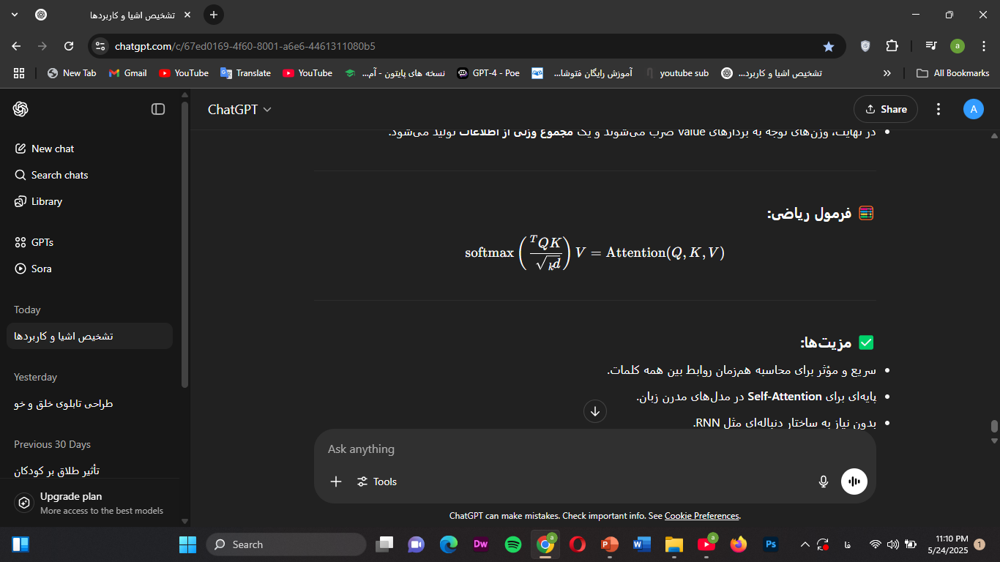 تشخیص اشیا و کاربردها
chatgpt.com/c/67ed0169-4f60-8001-a6e6-4461311080b5
New Tab
Gmail
YouTube
Translate
YouTube
نسخه های پایتون - آم...
GPT-4 - Poe
آموزش رایگان فتوشا...
youtube sub
تشخیص اشیا و کاربرد...
All Bookmarks
ChatGPT
Share
A
New chat
Search chats
Library
GPTs
Sora
Today
تشخیص اشیا و کاربردها
Yesterday
طراحی تابلوی خلق و خو
Previous 30 Days
تأثیر طلاق بر کودکان
Upgrade plan
More access to the best models
در نهایت، وزن‌های توجه به بردارهای Value ضرب می‌شوند و یک مجموع وزنی از اطلاعات تولید می‌شود.
فرمول ریاضی:
softmax (ᵀQK / √ₖd) V = Attention(Q, K, V)
مزیت‌ها:
سریع و مؤثر برای محاسبه هم‌زمان روابط بین همه کلمات.
پایه‌ای برای Self-Attention در مدل‌های مدرن زبان.
بدون نیاز به ساختار دنباله‌ای مثل RNN.
Ask anything
Tools
ChatGPT can make mistakes. Check important info. See Cookie Preferences.
Search
Dw
Ps
فا
11:10 PM
5/24/2025
1